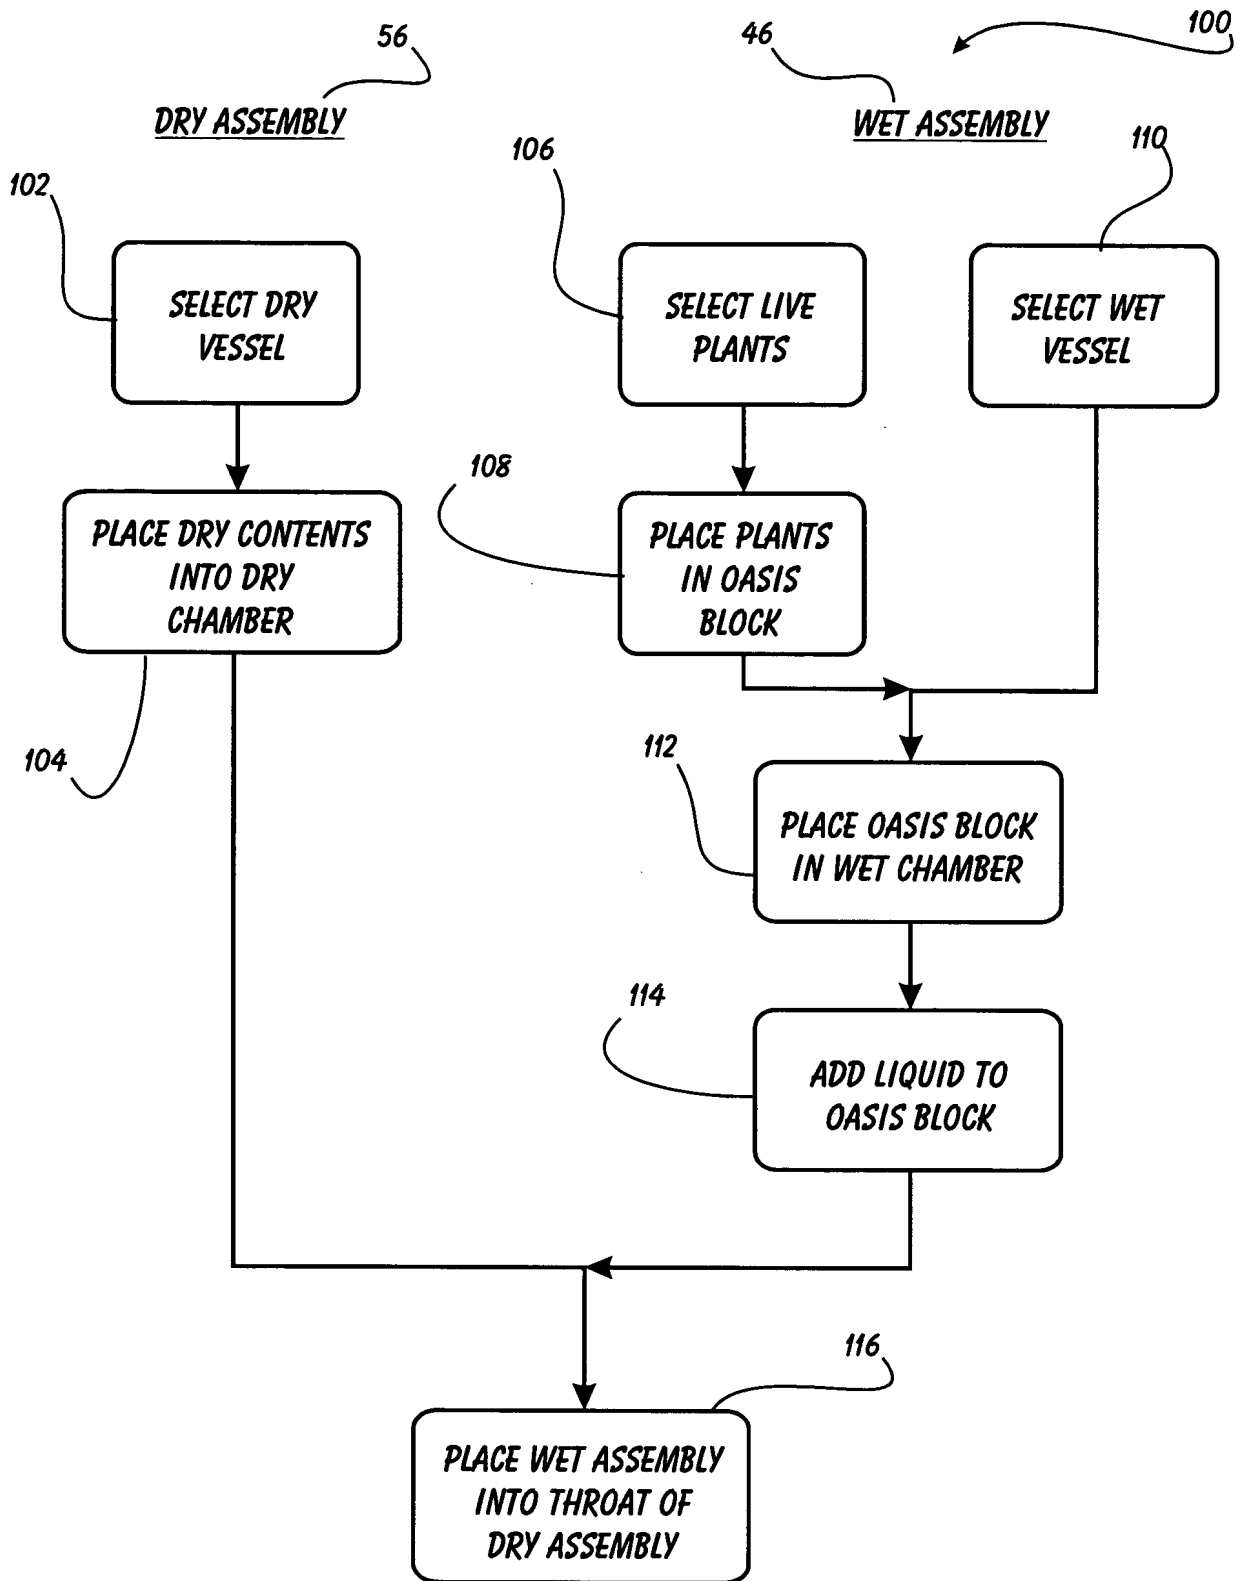 56
46
100
DRY ASSEMBLY
WET ASSEMBLY
102
106
110
SELECT DRY
VESSEL
SELECT LIVE
PLANTS
SELECT WET
VESSEL
108
PLACE DRY CONTENTS
INTO DRY
CHAMBER
PLACE PLANTS
IN OASIS
BLOCK
104
112
PLACE OASIS BLOCK
IN WET CHAMBER
114
ADD LIQUID TO
OASIS BLOCK
116
PLACE WET ASSEMBLY
INTO THROAT OF
DRY ASSEMBLY